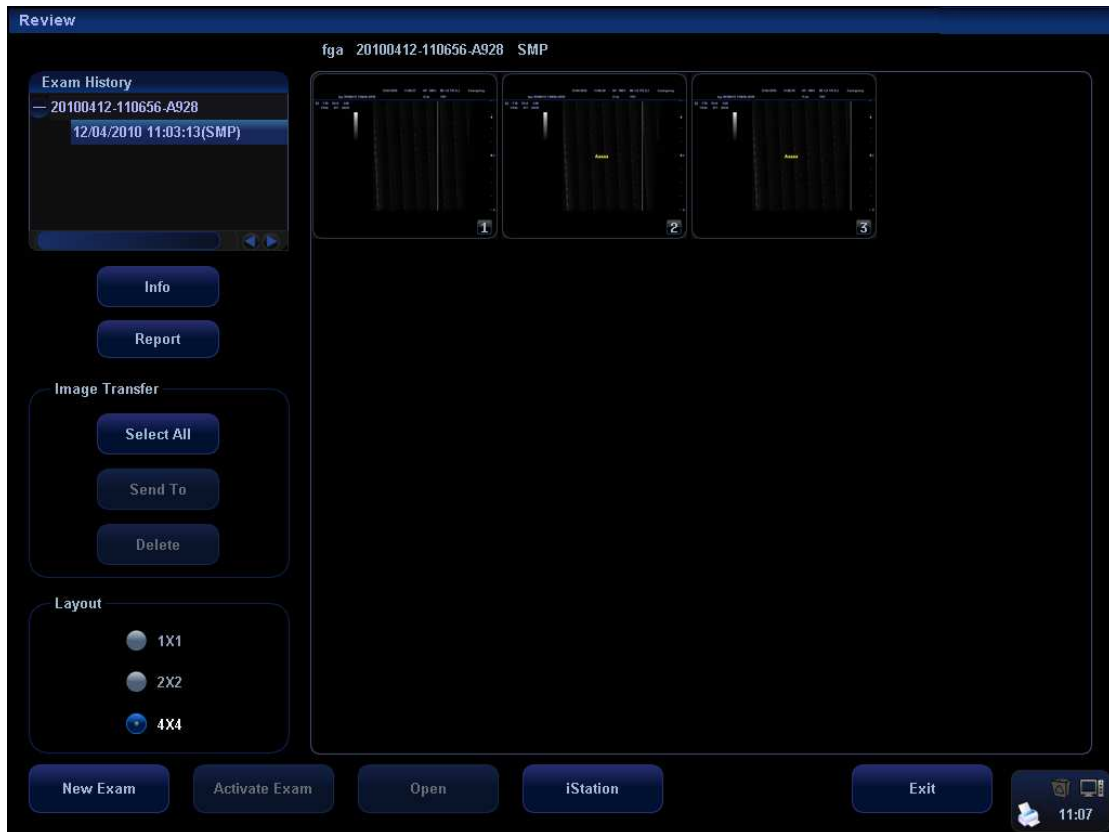 Review
fga 20100412-110656-A928 SMP
Exam History
20100412-110656-A928
12/04/2010 11:03:13(SMP)
1
2
3
Info
Report
Image Transfer
Select All
Send To
Delete
Layout
1X1
2X2
4X4
New Exam
Activate Exam
Open
iStation
Exit
11:07